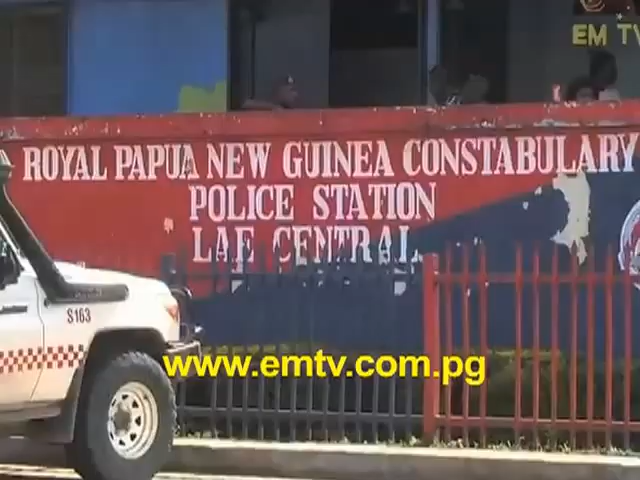 EM TV
ROYAL PAPUA NEW GUINEA CONSTABULARY
POLICE STATION
LAE CENTRAL
S163
www.emtv.com.pg